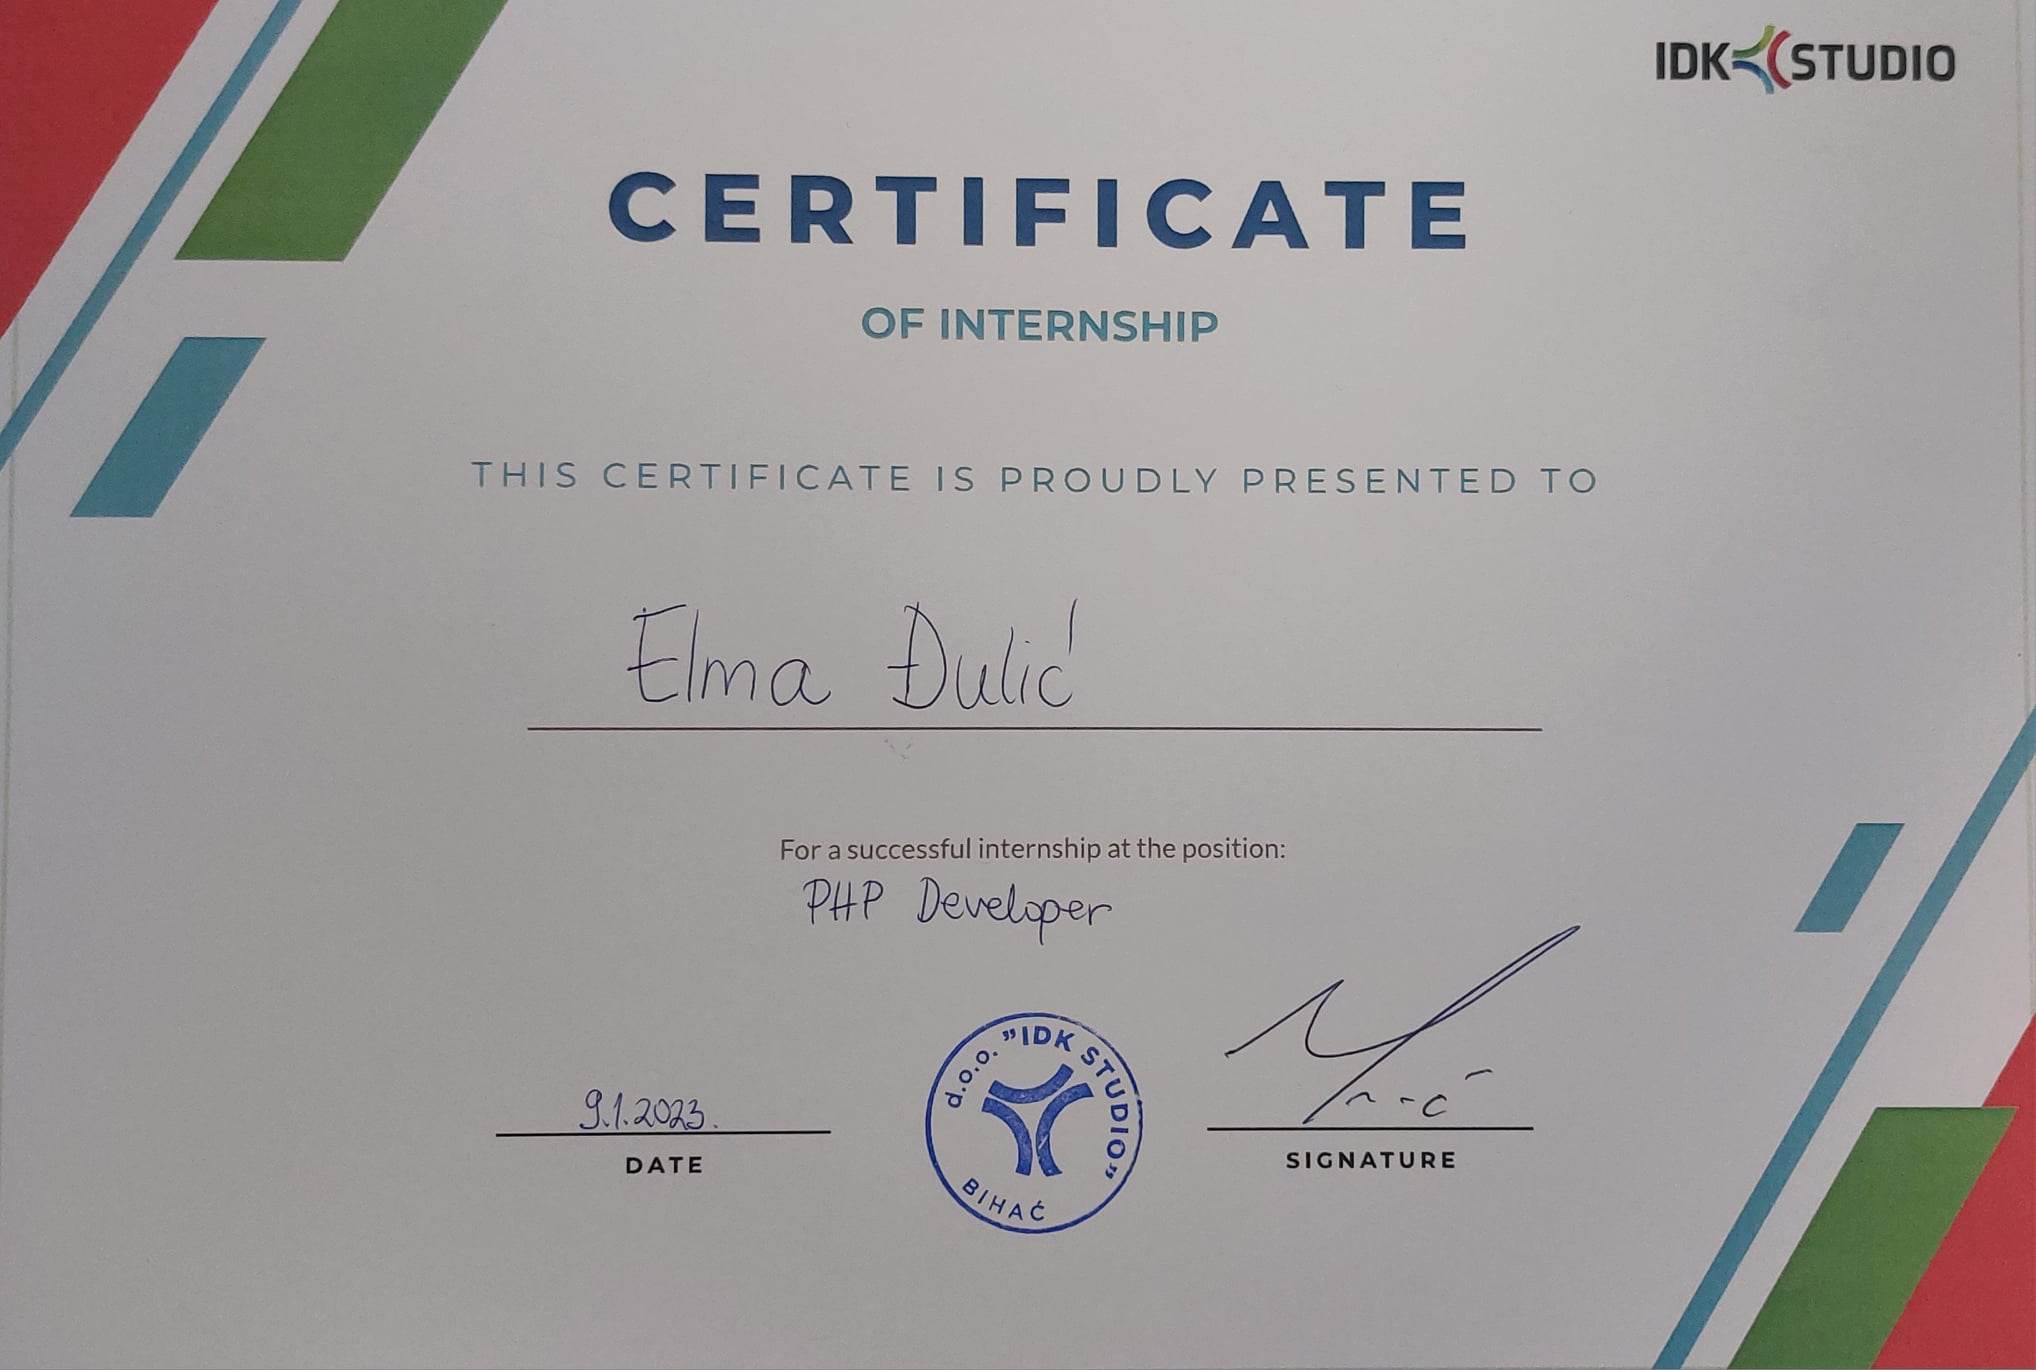 IDK STUDIO
CERTIFICATE
OF INTERNSHIP
THIS CERTIFICATE IS PROUDLY PRESENTED TO
Elma Đulić
For a successful internship at the position:
PHP Developer
9.1.2023.
DATE
d.o.o. "IDK STUDIO"
BIHAĆ
SIGNATURE